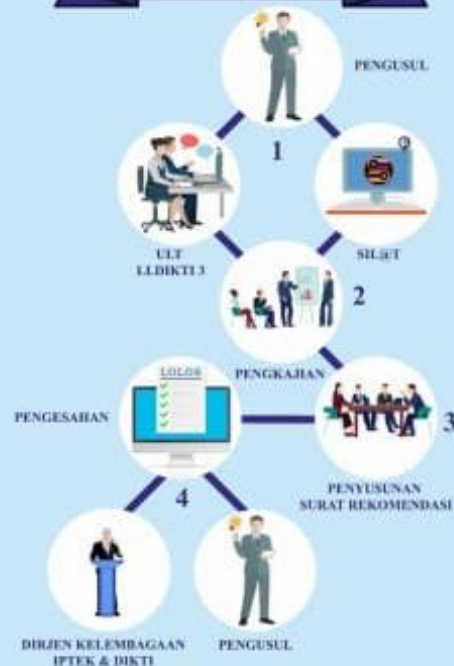 PENGUSUL
1
ULT
LLDIKTI 3
SIL@T
2
PENGKAJIAN
LOLOS
PENGESAHAN
3
PENYUSUNAN
SURAT REKOMENDASI
4
DIRJEN KELEMBAGAAN
IPTEK & DIKTI
PENGUSUL